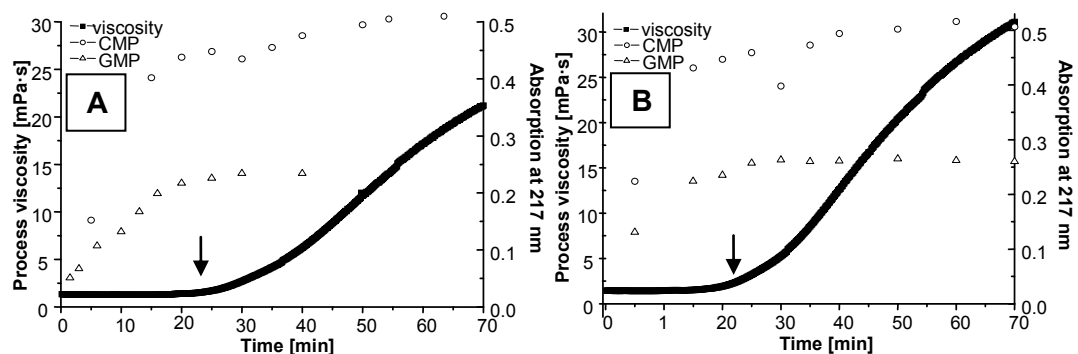 viscosity
CMP
GMP
A
Process viscosity [mPa·s]
30
25
20
15
10
5
0
0 10 20 30 40 50 60 70
Time [min]
0.5
0.4
0.3
0.2
0.1
0.0
Absorption at 217 nm
viscosity
CMP
GMP
B
Process viscosity [mPa·s]
30
25
20
15
10
5
0
0 1 20 30 40 50 60 70
Time [min]
0.5
0.4
0.3
0.2
0.1
0.0
Absorption at 217 nm